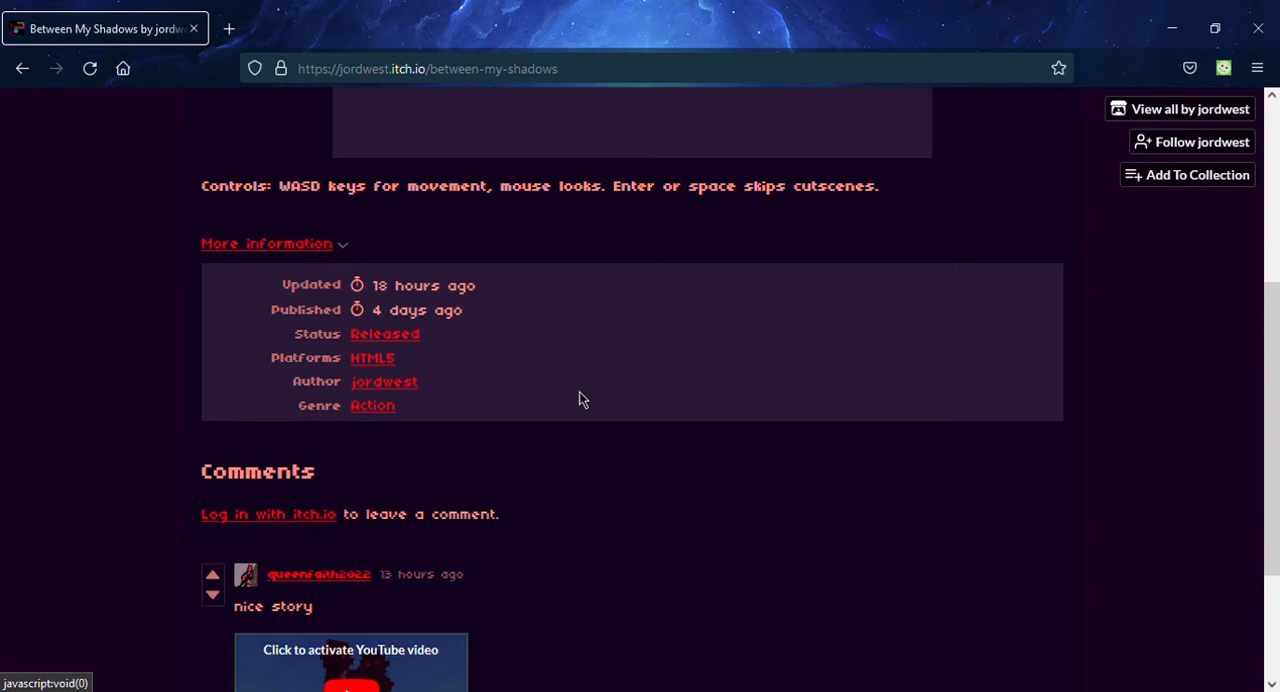 Between My Shadows by jordwe
https://jordwest.itch.io/between-my-shadows
View all by jordwest
Follow jordwest
Add To Collection
Controls: WASD keys for movement, mouse looks. Enter or space skips cutscenes.
More information
Updated 18 hours ago
Published 4 days ago
Status Released
Platforms HTML5
Author jordwest
Genre Action
Comments
Log in with itch.io to leave a comment.
queenfaith2022 13 hours ago
nice story
Click to activate YouTube video
javascript:void(0)